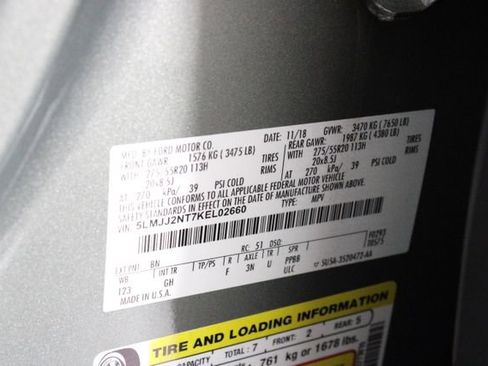 MFD. BY FORD MOTOR CO.
DATE: 11/18 GVWR: 3470 KG (7650 LB)
FRONT GAWR: 1576 KG (3475 LB) REAR GAWR: 1987 KG (4380 LB)
WITH 275/55R20 113H TIRES WITH 275/55R20 113H TIRES
20x8.5J RIMS 20x8.5J RIMS
AT 270 kPa/ 39 PSI COLD AT 270 kPa/ 39 PSI COLD
THIS VEHICLE CONFORMS TO ALL APPLICABLE FEDERAL MOTOR VEHICLE
SAFETY STANDARDS IN EFFECT ON THE DATE OF MANUFACTURE SHOWN ABOVE.
VIN: 5LMJJ2NT7KEL02660
TYPE: MPV
EXT PNT: BN RC: 51 DSO:
WB INT TR TP/PS R AXLE TR SPR
173 GH F 3N U PPBB
MADE IN U.S.A. ULC
TIRE AND LOADING INFORMATION
CAPACITY TOTAL: 7 FRONT: 2 REAR: 5
761 kg or 1678 lbs.